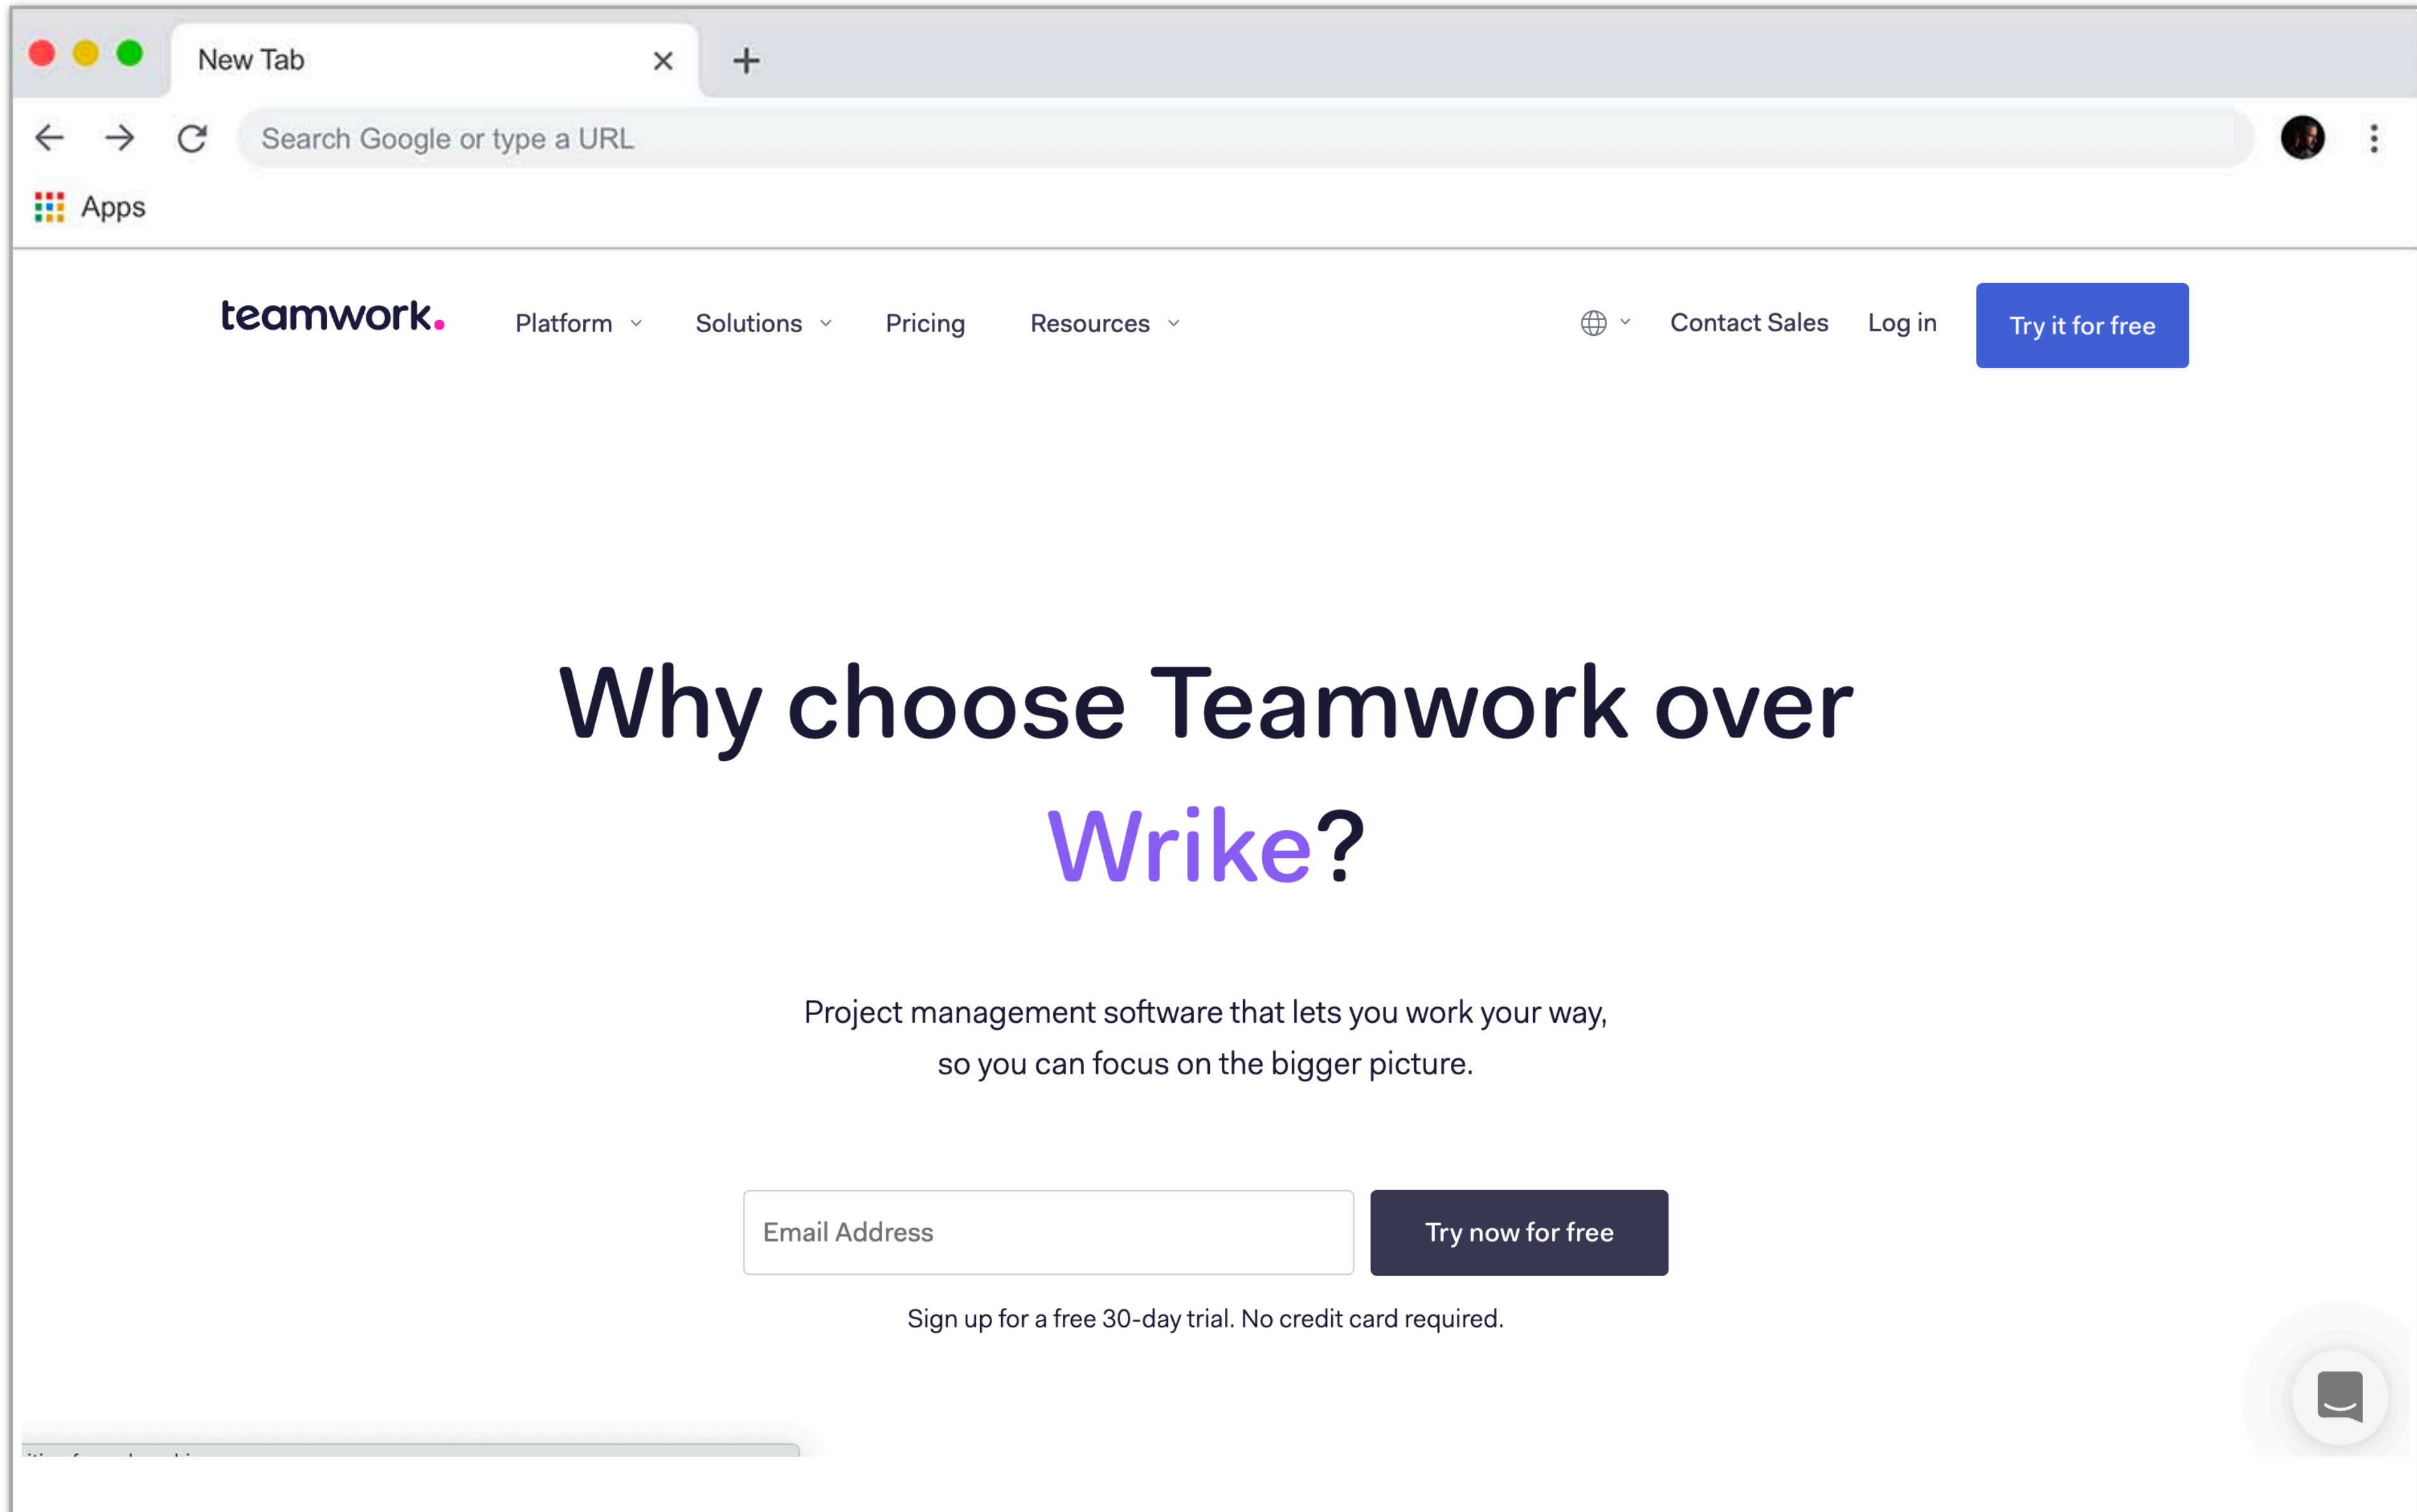 New Tab
Search Google or type a URL
Apps
teamwork.
Platform
Solutions
Pricing
Resources
Contact Sales
Log in
Try it for free
Why choose Teamwork over
Wrike?
Project management software that lets you work your way,
so you can focus on the bigger picture.
Email Address
Try now for free
Sign up for a free 30-day trial. No credit card required.